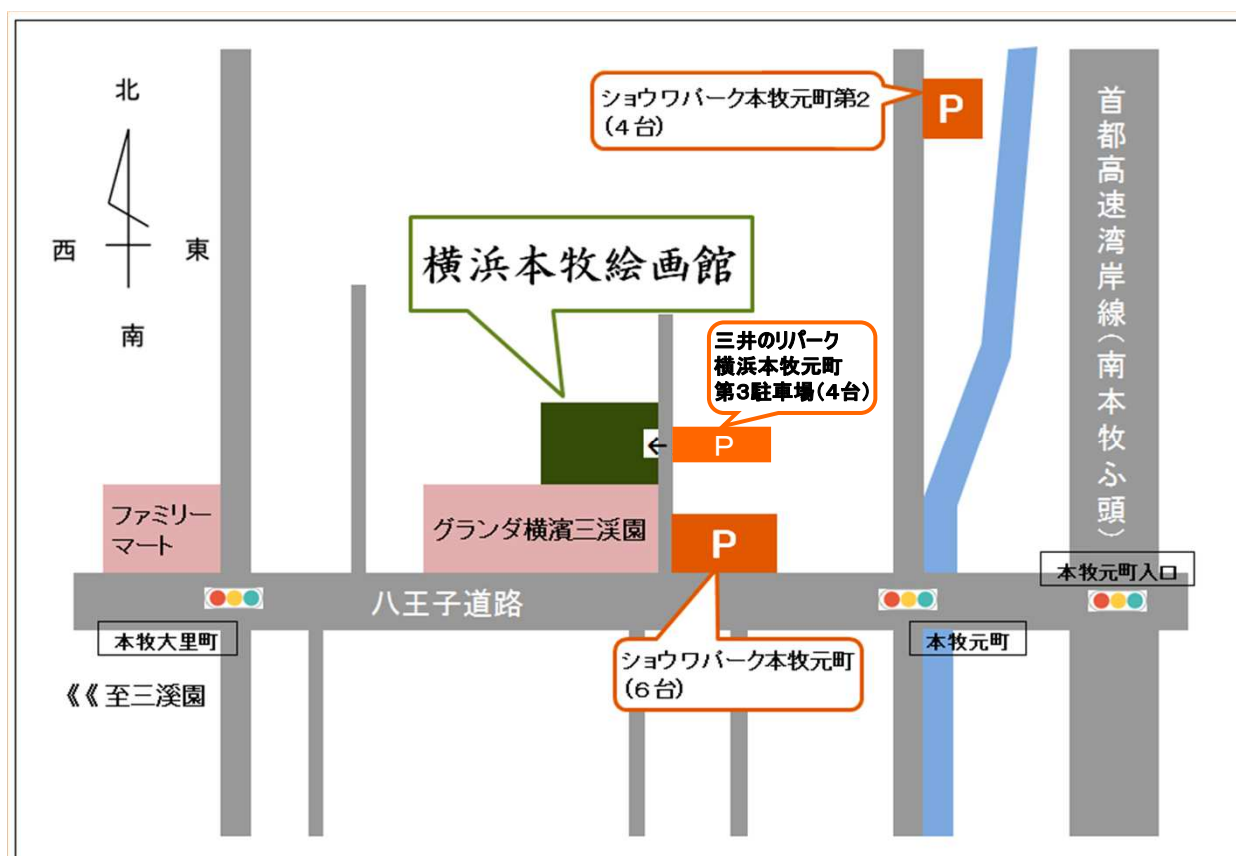 北
西
東
南
ショウワパーク本牧元町第2
(4台)
P
首都高速湾岸線(南本牧ふ頭)
横浜本牧絵画館
三井のリパーク
横浜本牧元町
第3駐車場(4台)
←
P
ファミリー
マート
グランダ横濱三渓園
P
本牧元町入口
八王子道路
本牧大里町
本牧元町
ショウワパーク本牧元町
(6台)
《《至三溪園